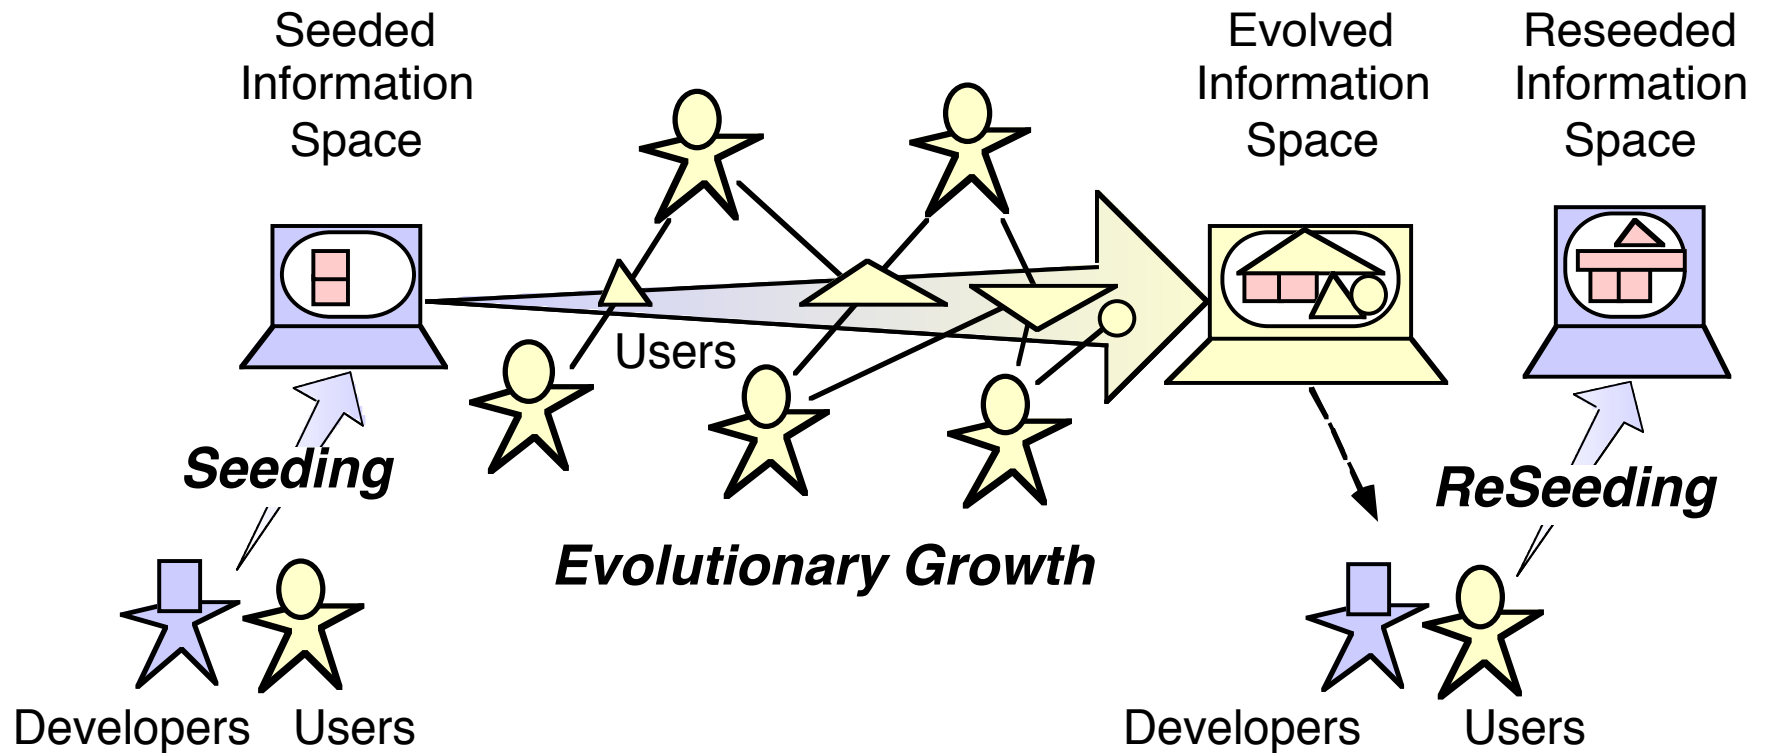 Seeded
Information
Space
Evolved
Information
Space
Reseeded
Information
Space
Users
Seeding
ReSeeding
Evolutionary Growth
Developers
Users
Developers
Users